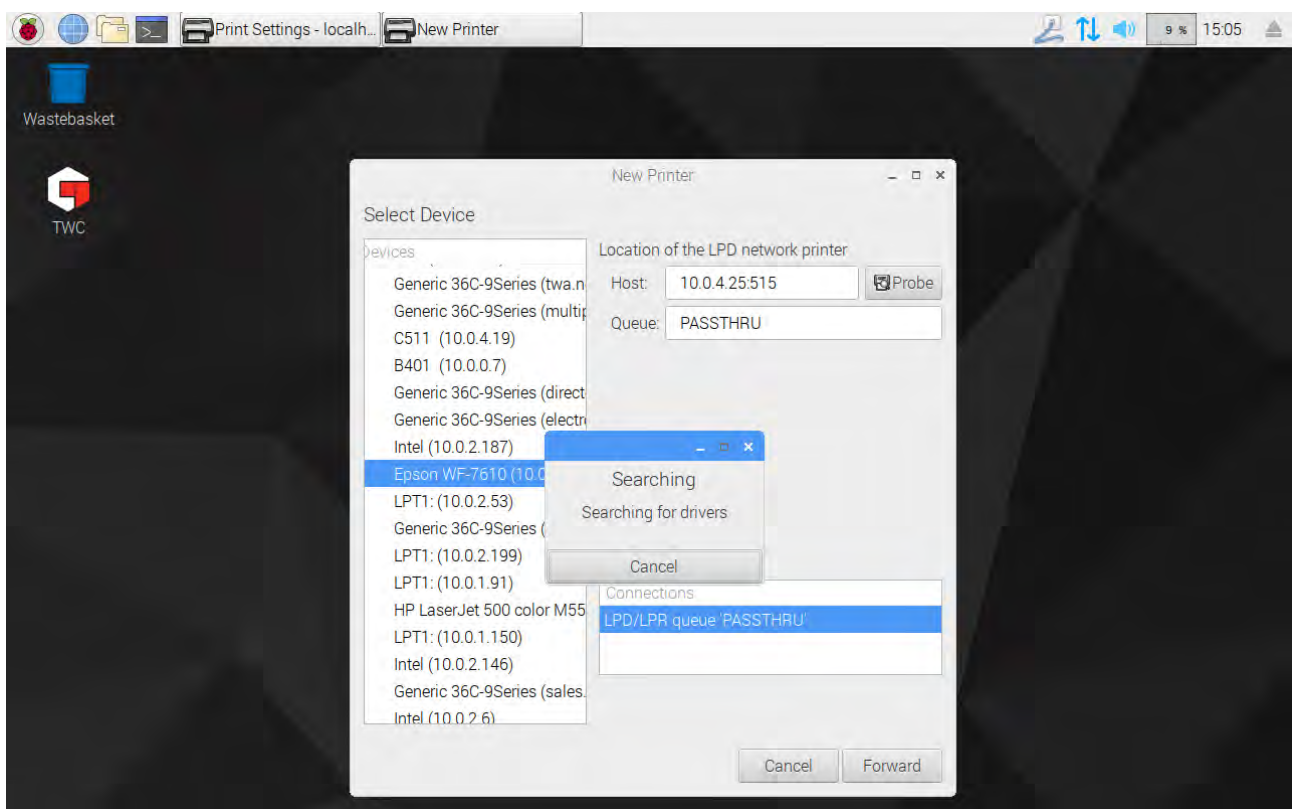 Print Settings - localh...
New Printer
9 %
15:05
Wastebasket
TWC
New Printer
Select Device
Devices
Location of the LPD network printer
Host: 10.0.4.25:515 Probe
Queue: PASSTHRU
Generic 36C-9Series (twa.n
Generic 36C-9Series (multip
C511 (10.0.4.19)
B401 (10.0.0.7)
Generic 36C-9Series (direct
Generic 36C-9Series (electr
Intel (10.0.2.187)
Epson WF-7610 (10.0
LPT1: (10.0.2.53)
Generic 36C-9Series (
LPT1: (10.0.2.199)
LPT1: (10.0.1.91)
HP LaserJet 500 color M55
LPT1: (10.0.1.150)
Intel (10.0.2.146)
Generic 36C-9Series (sales.
Intel (10.0.2.6)
Searching
Searching for drivers
Cancel
Connections
LPD/LPR queue 'PASSTHRU'
Cancel
Forward